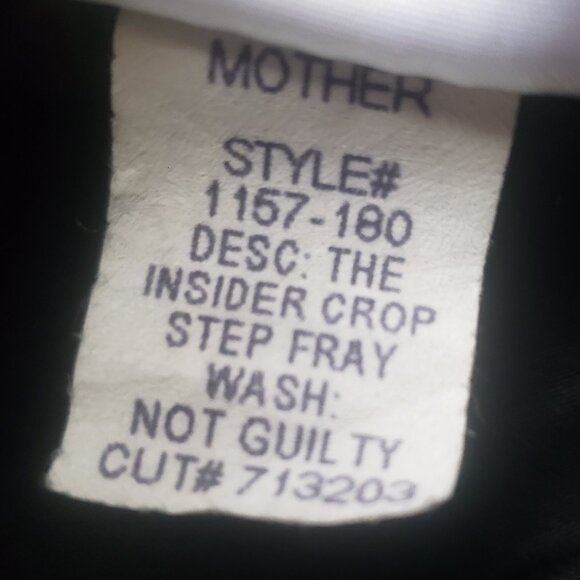 MOTHER
STYLE#
1157-180
DESC: THE
INSIDER CROP
STEP FRAY
WASH:
NOT GUILTY
CUT# 713203